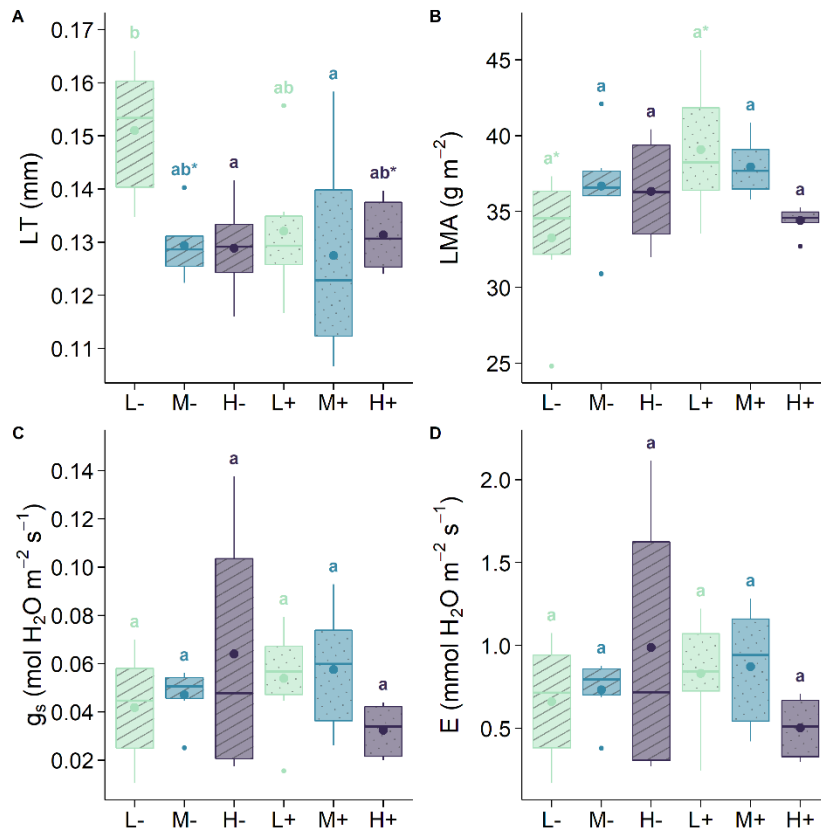 A
B
LT (mm)
0.17
0.16
0.15
0.14
0.13
0.12
0.11
b
ab*
a
ab
a
ab*
L- M- H- L+ M+ H+
LMA (g m⁻²)
45
40
35
30
25
a*
a
a
a*
a
a
L- M- H- L+ M+ H+
C
D
gₛ (mol H₂O m⁻² s⁻¹)
0.14
0.12
0.10
0.08
0.06
0.04
0.02
a
a
a
a
a
a
L- M- H- L+ M+ H+
E (mmol H₂O m⁻² s⁻¹)
2.0
1.5
1.0
0.5
a
a
a
a
a
a
L- M- H- L+ M+ H+